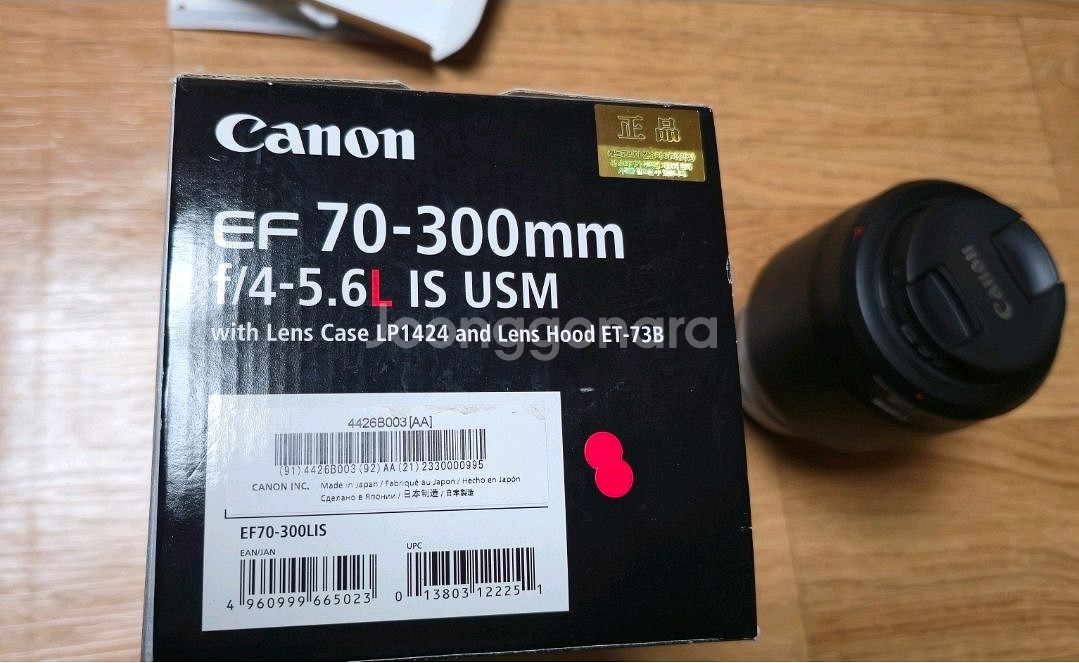 Canon
正品
EF 70-300mm
f/4-5.6L IS USM
with Lens Case LP1424 and Lens Hood ET-73B
Joonggonara
4426B003[AA]
(91)4426B003(92)AA(21)2330000995
CANON INC. Made in Japan / Fabriqué au Japon / Hecho en Japón
Сделано в Японии / 日本制造 / 日本製造
EF70-300LIS
EAN/JAN
4 960999 665023
UPC
0 13803 12225 1
CANON